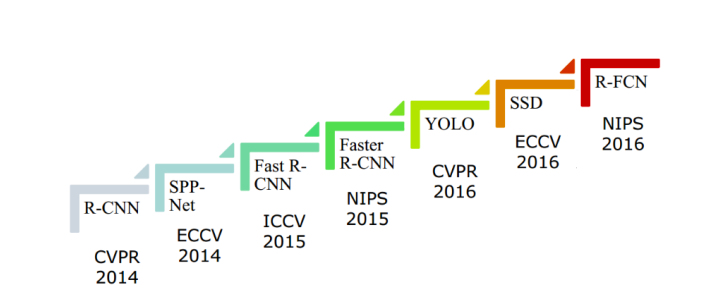 R-CNN
CVPR
2014
SPP-
Net
ECCV
2014
Fast R-
CNN
ICCV
2015
Faster
R-CNN
NIPS
2015
YOLO
CVPR
2016
SSD
ECCV
2016
R-FCN
NIPS
2016